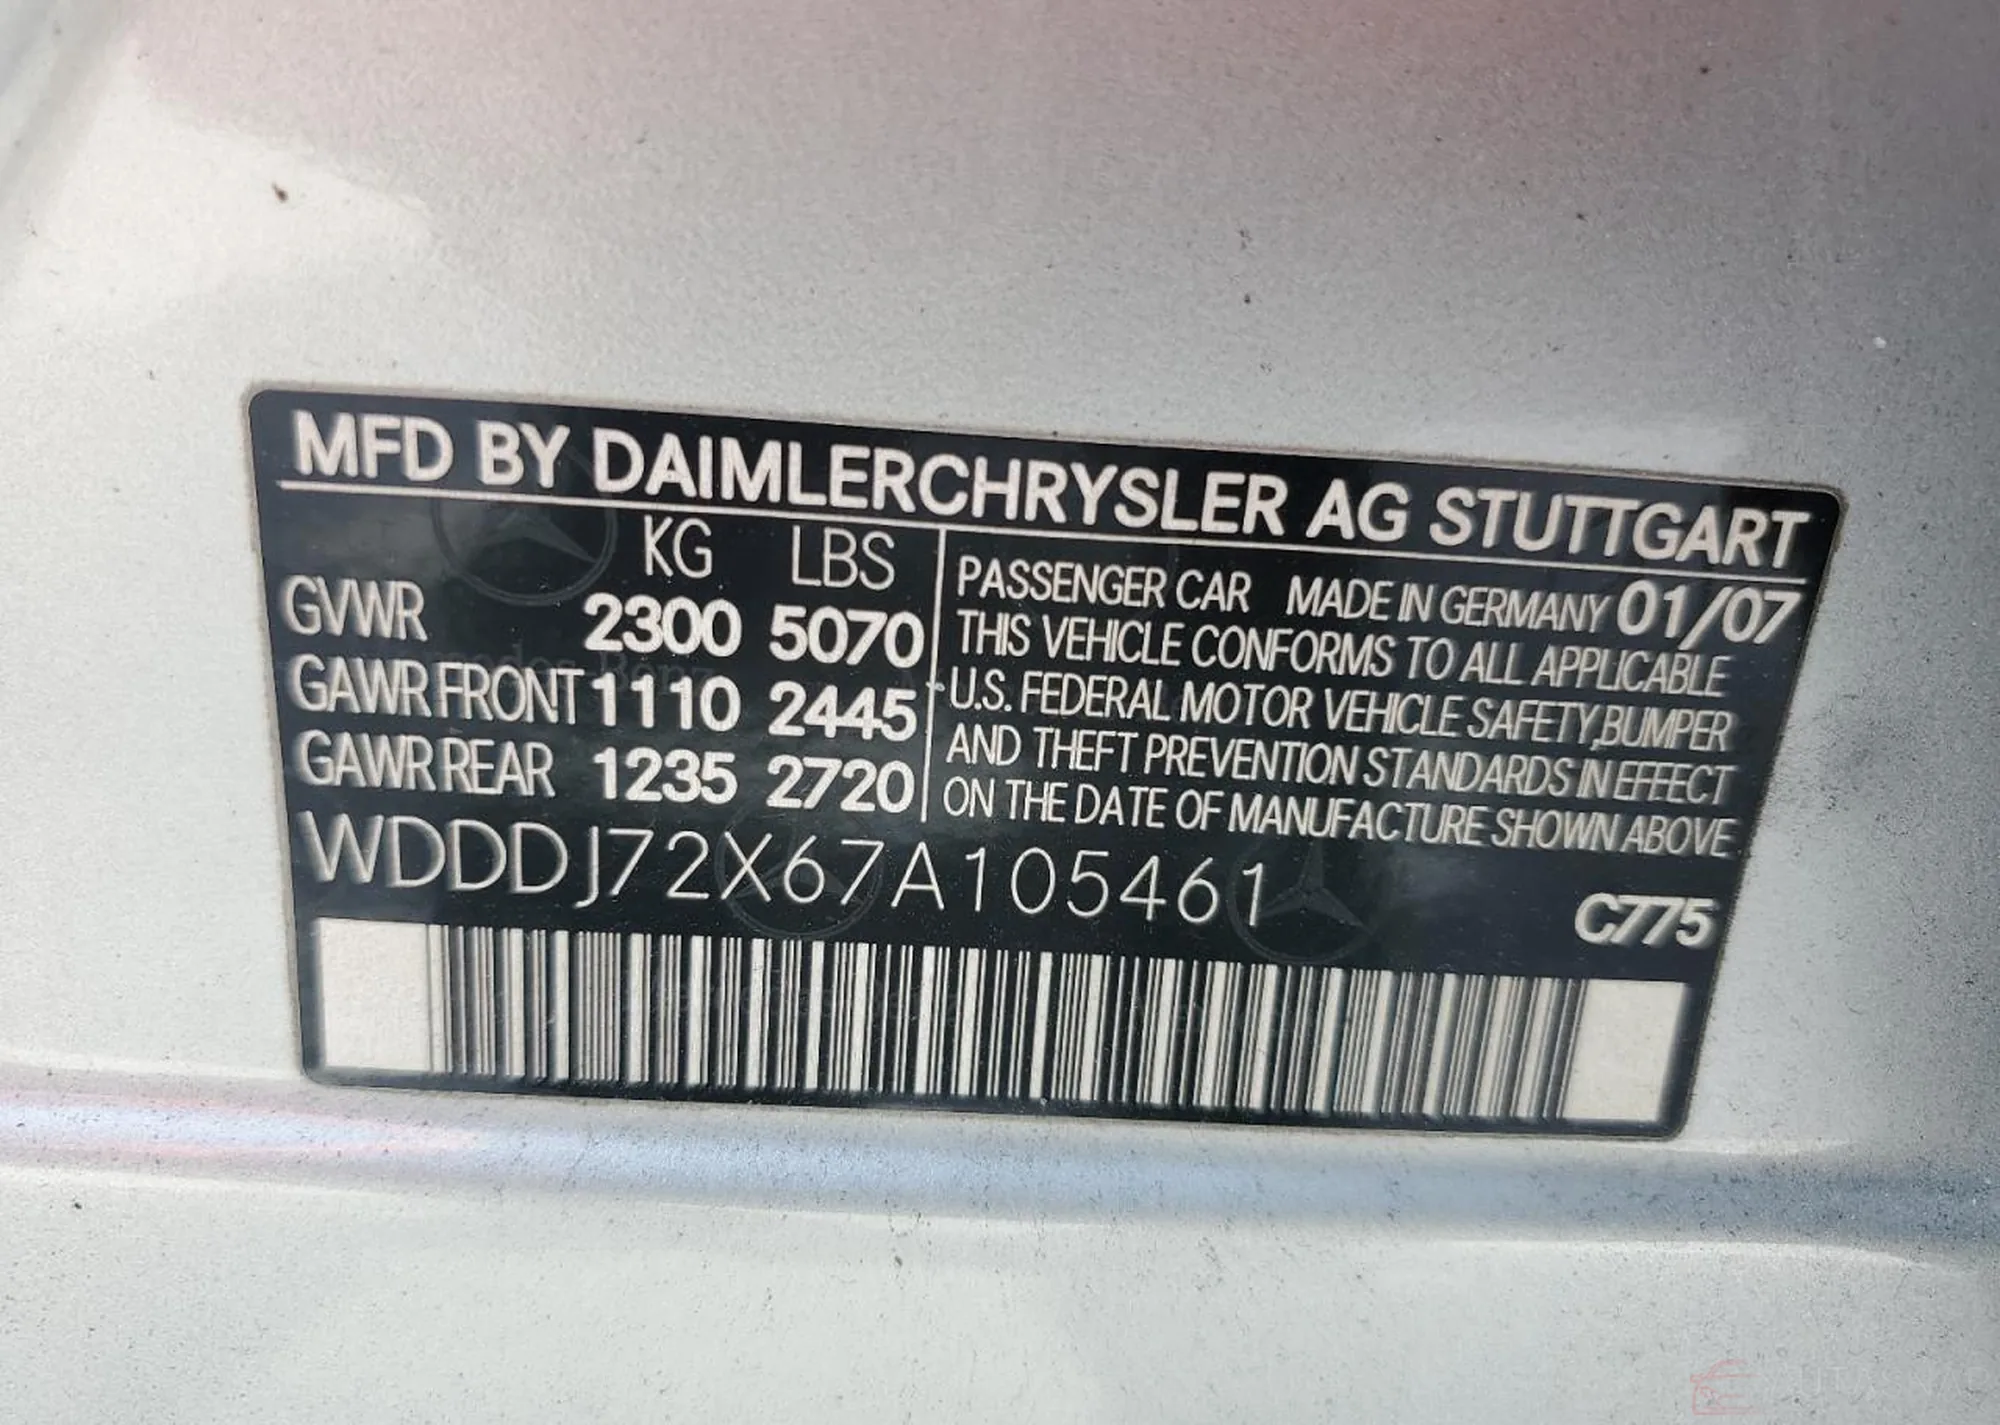 MFD BY DAIMLERCHRYSLER AG STUTTGART
KG LBS
GVWR 2300 5070
GAWR FRONT 1110 2445
GAWR REAR 1235 2720
PASSENGER CAR MADE IN GERMANY 01/07
THIS VEHICLE CONFORMS TO ALL APPLICABLE
U.S. FEDERAL MOTOR VEHICLE SAFETY,BUMPER
AND THEFT PREVENTION STANDARDS IN EFFECT
ON THE DATE OF MANUFACTURE SHOWN ABOVE
WDDDJ72X67A105461
C775